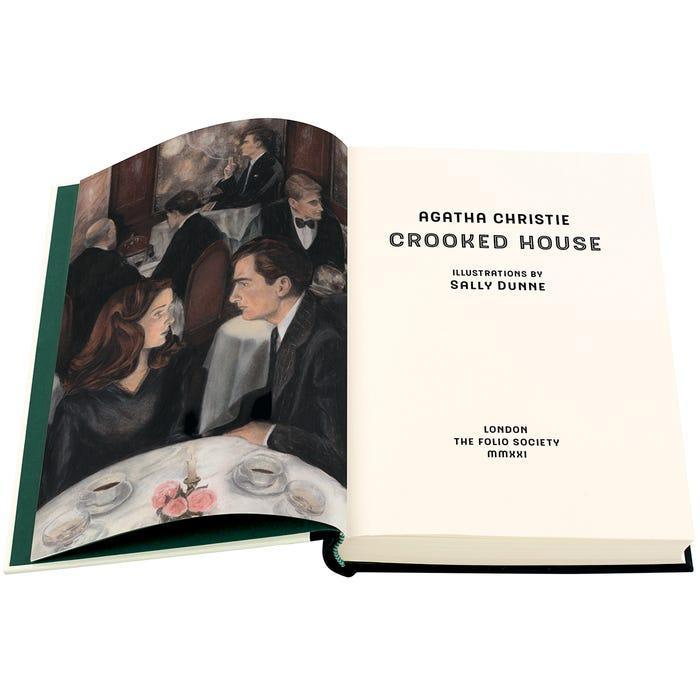 AGATHA CHRISTIE
CROOKED HOUSE
ILLUSTRATIONS BY
SALLY DUNNE
LONDON
THE FOLIO SOCIETY
MMXXI